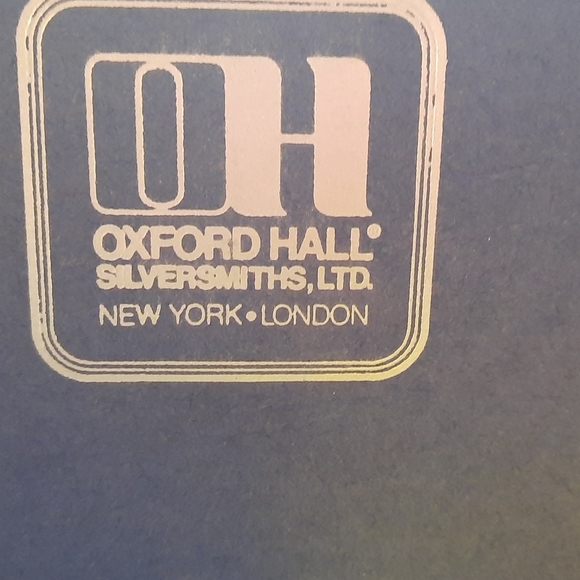 OH
OXFORD HALL®
SILVERSMITHS, LTD.
NEW YORK•LONDON